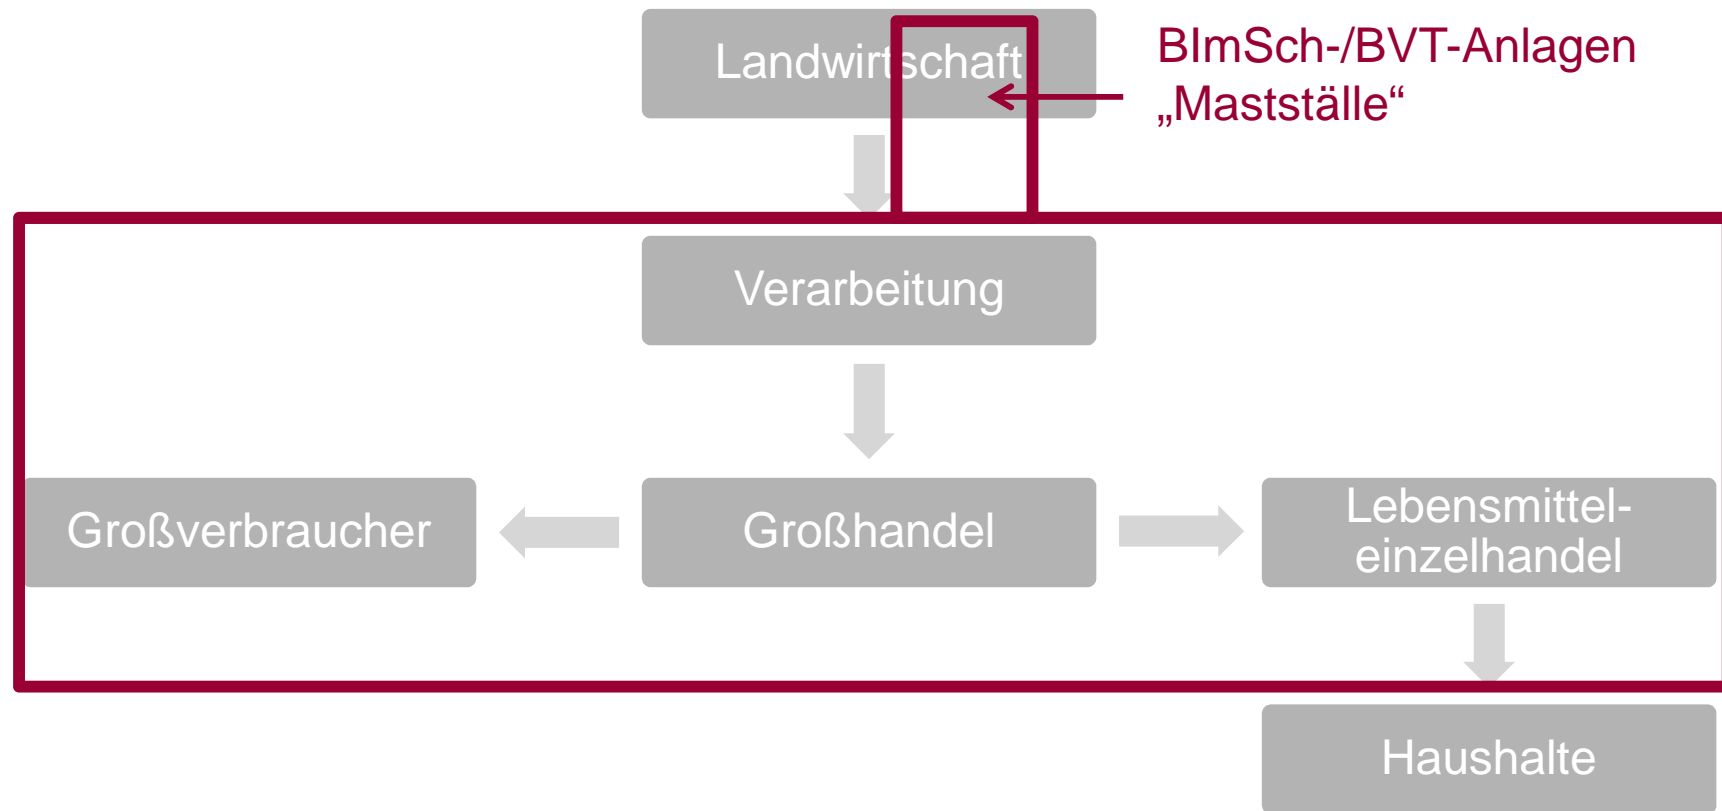 Landwirtschaft
BImSch-/BVT-Anlagen
„Mastställe“
Verarbeitung
Großverbraucher
Großhandel
Lebensmittel-
einzelhandel
Haushalte